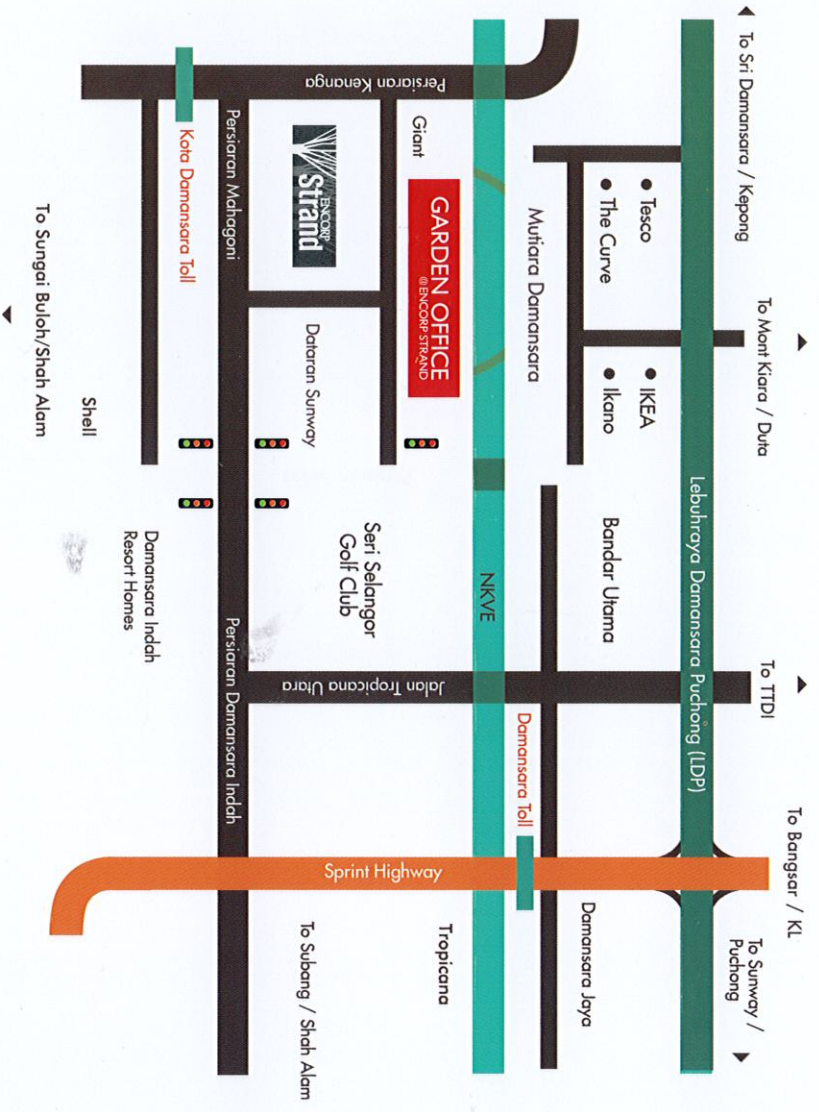 To Sri Damansara / Kepong
To Mont Kiara / Duta
To TTDI
To Bangsar / KL
To Sunway /
Puchong
Lebuhraya Damansara Puchong (LDP)
Tesco
The Curve
IKEA
Ikano
Bandar Utama
Damansara Jaya
Mutiara Damansara
Damansara Toll
NKVE
Tropicana
Persiaran Kenanga
Giant
GARDEN OFFICE
@ ENCORP STRAND
ENCORP
Strand
Dataran Sunway
Seri Selangor
Golf Club
Jalan Tropicana Utara
Sprint Highway
To Subang / Shah Alam
Persiaran Mahogoni
Persiaran Damansara Indah
Kota Damansara Toll
Damansara Indah
Resort Homes
Shell
To Sungai Buloh/Shah Alam